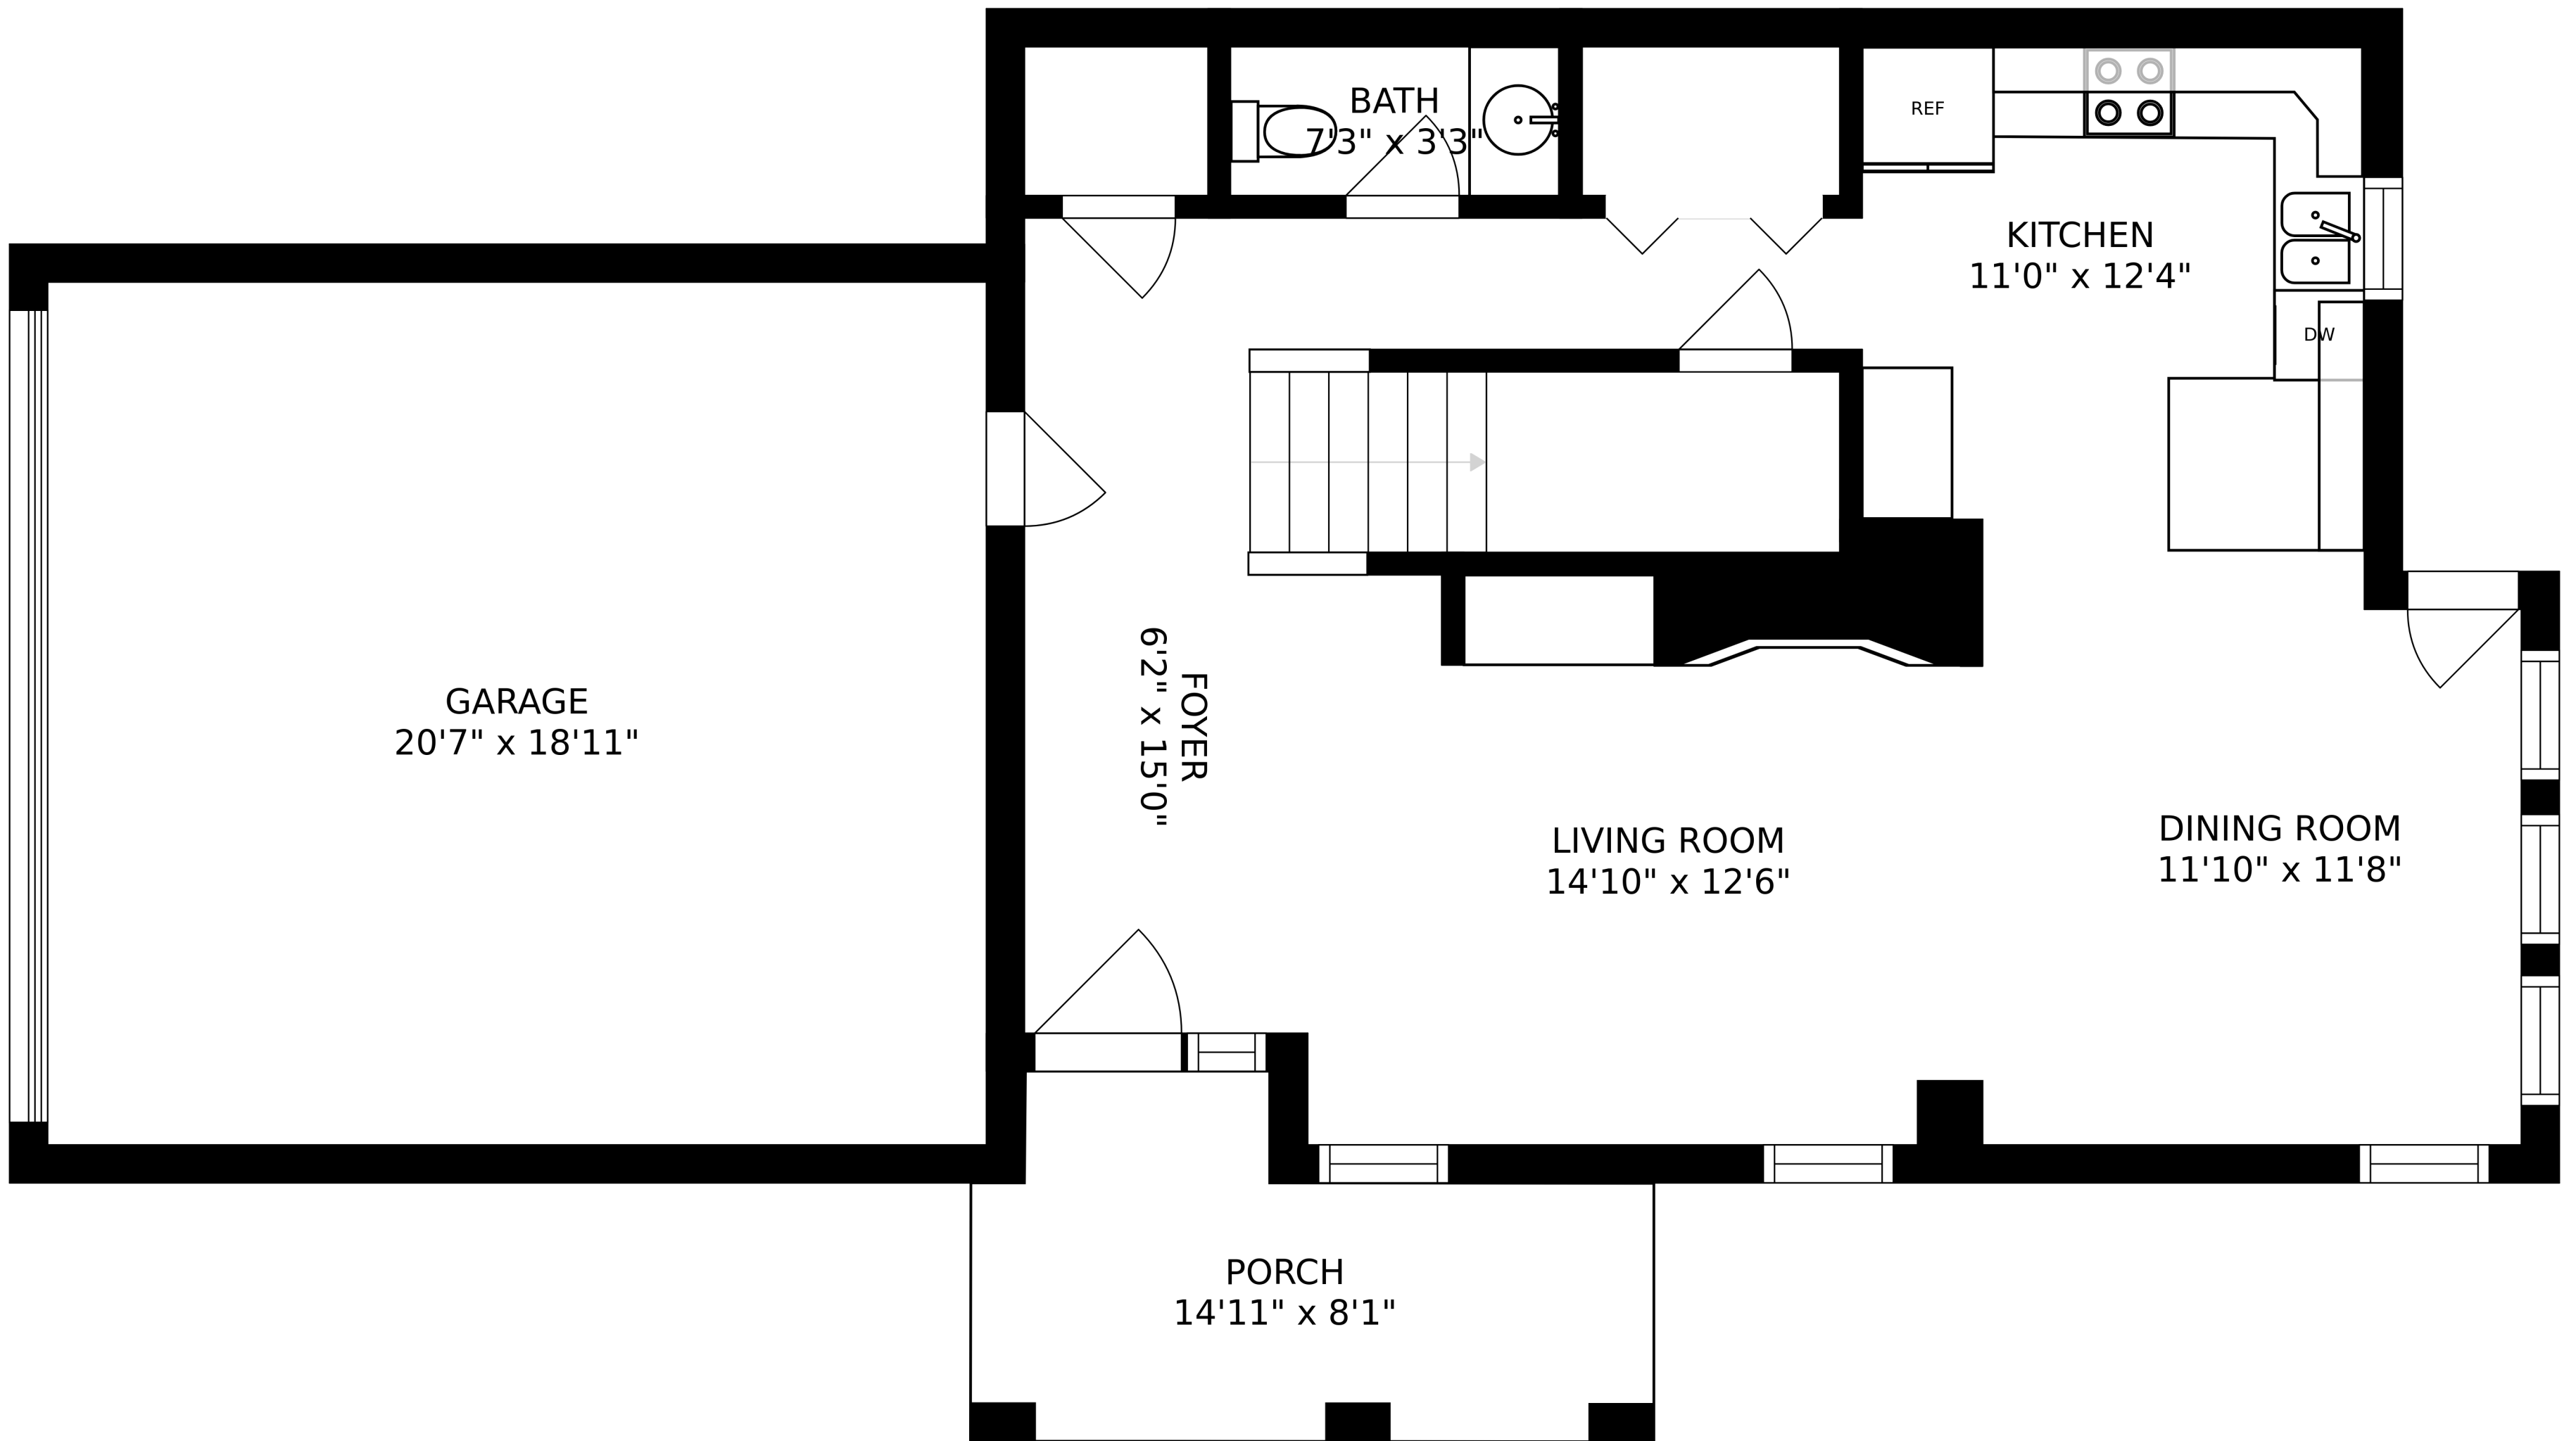 BATH
7'3" x 3'3"
REF
KITCHEN
11'0" x 12'4"
DW
GARAGE
20'7" x 18'11"
FOYER
6'2" x 15'0"
LIVING ROOM
14'10" x 12'6"
DINING ROOM
11'10" x 11'8"
PORCH
14'11" x 8'1"